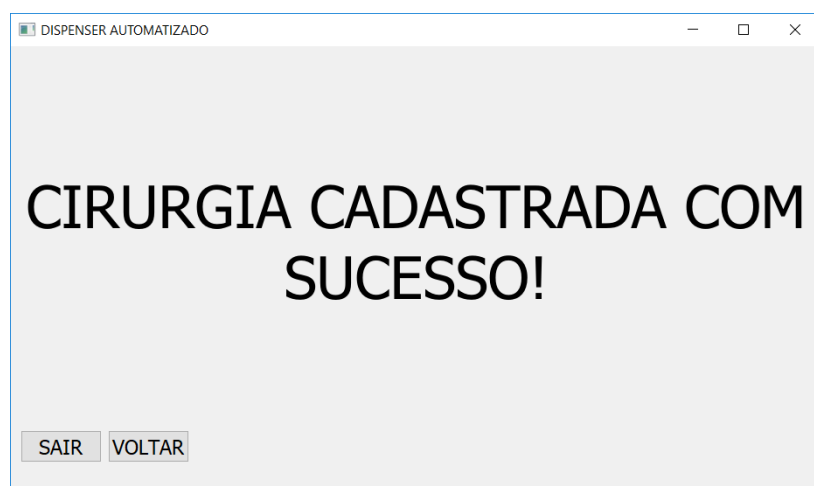 DISPENSER AUTOMATIZADO
CIRURGIA CADASTRADA COM
SUCESSO!
SAIR VOLTAR